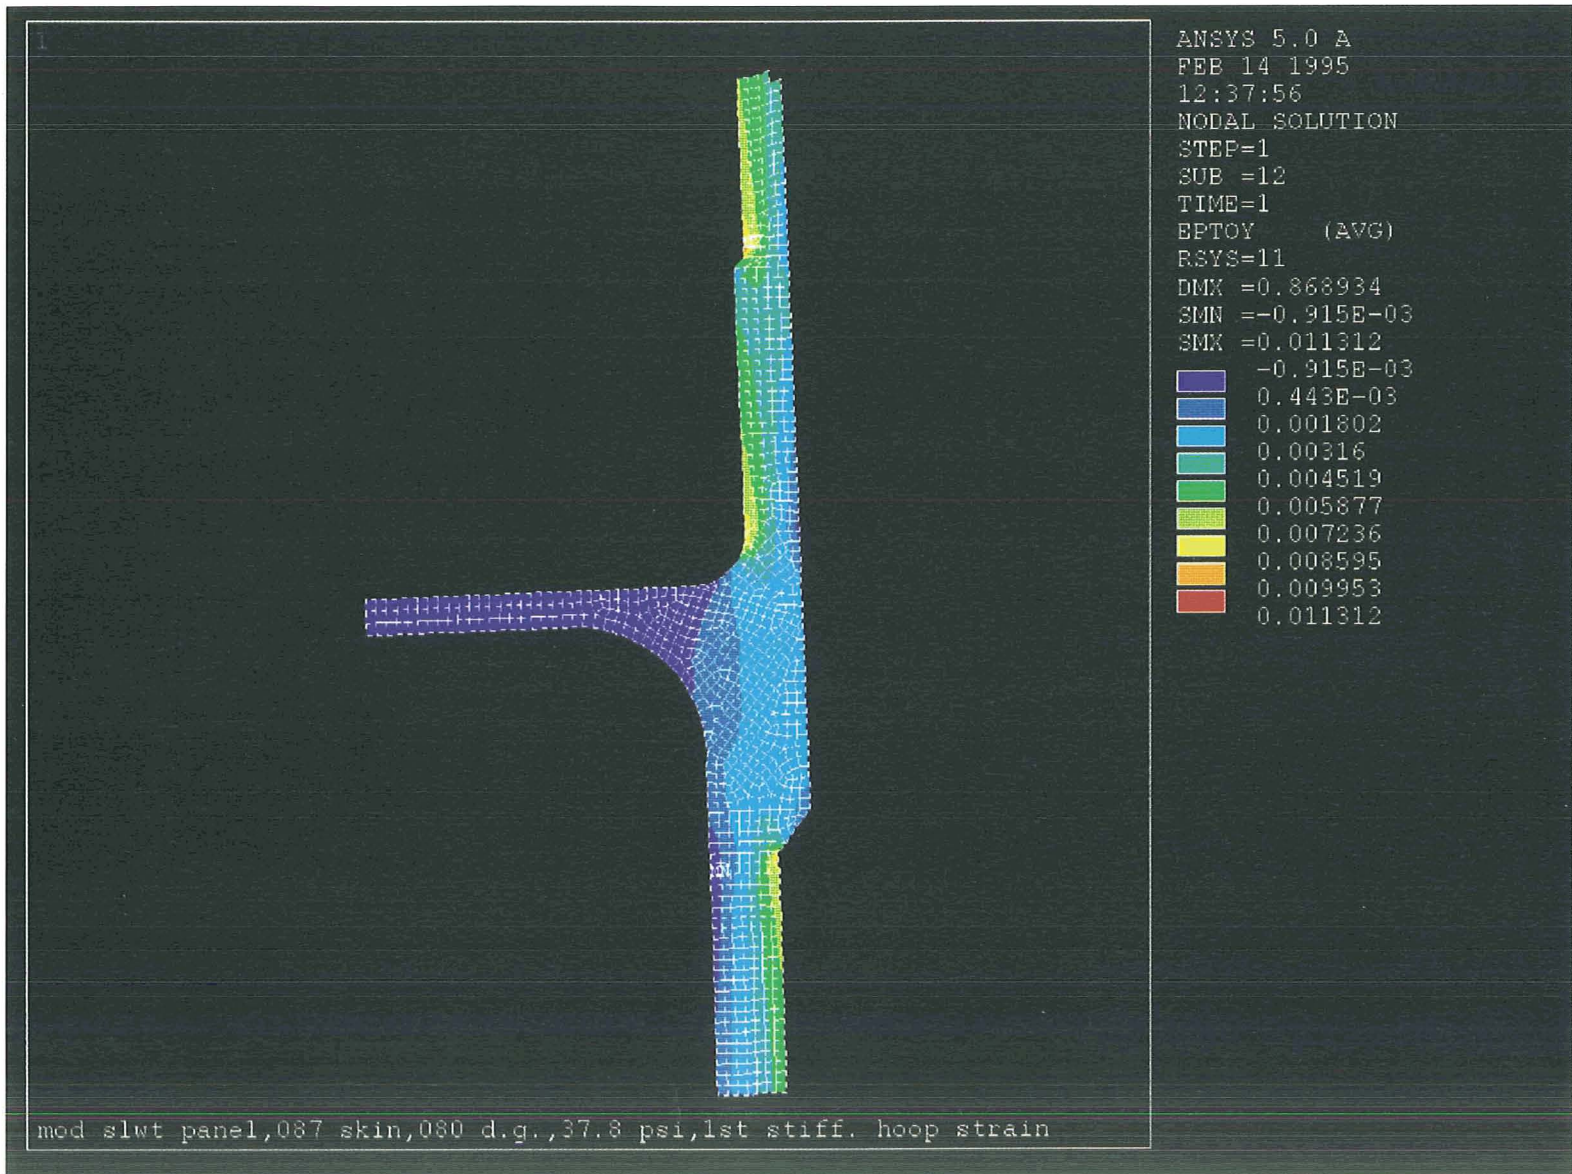 1
ANSYS 5.0 A
FEB 14 1995
12:37:56
NODAL SOLUTION
STEP=1
SUB =12
TIME=1
EPTOY (AVG)
RSYS=11
DMX =0.868934
SMN =-0.915E-03
SMX =0.011312
-0.915E-03
0.443E-03
0.001802
0.00316
0.004519
0.005877
0.007236
0.008595
0.009953
0.011312
mod slwt panel,087 skin,080 d.g.,37.8 psi,1st stiff. hoop strain